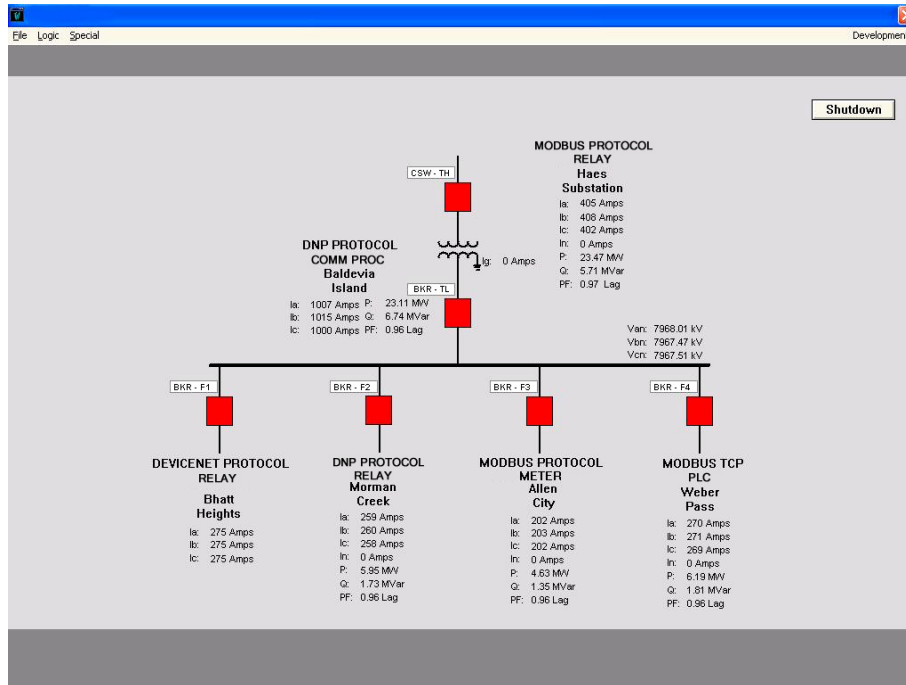 File Logic Special
Development
Shutdown
MODBUS PROTOCOL
RELAY
Haes
Substation
Ia: 405 Amps
Ib: 408 Amps
Ic: 402 Amps
In: 0 Amps
P: 23.47 MW
Q: 5.71 MVar
PF: 0.97 Lag
CSW - TH
Ig: 0 Amps
DNP PROTOCOL
COMM PROC
Baldevia
Island
Ia: 1007 Amps P: 23.11 MW
Ib: 1015 Amps Q: 6.74 MVar
Ic: 1000 Amps PF: 0.96 Lag
BKR - TL
Van: 7968.01 kV
Vbn: 7967.47 kV
Vcn: 7967.51 kV
BKR - F1
BKR - F2
BKR - F3
BKR - F4
DEVICENET PROTOCOL
RELAY
Bhatt
Heights
Ia: 275 Amps
Ib: 275 Amps
Ic: 275 Amps
DNP PROTOCOL
RELAY
Morman
Creek
Ia: 259 Amps
Ib: 260 Amps
Ic: 258 Amps
In: 0 Amps
P: 5.95 MW
Q: 1.73 MVar
PF: 0.96 Lag
MODBUS PROTOCOL
METER
Allen
City
Ia: 202 Amps
Ib: 203 Amps
Ic: 202 Amps
In: 0 Amps
P: 4.63 MW
Q: 1.35 MVar
PF: 0.96 Lag
MODBUS TCP
PLC
Weber
Pass
Ia: 270 Amps
Ib: 271 Amps
Ic: 269 Amps
In: 0 Amps
P: 6.19 MW
Q: 1.81 MVar
PF: 0.96 Lag